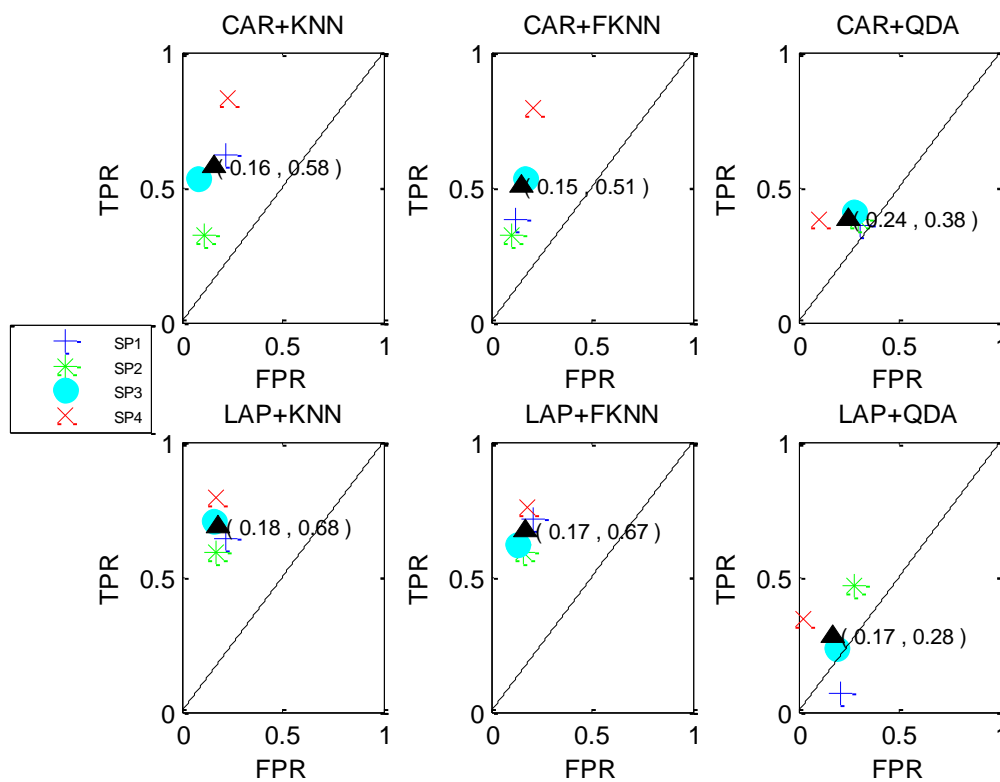 CAR+KNN
CAR+FKNN
CAR+QDA
1
0.5
0
TPR
( 0.16 , 0.58 )
0
0.5
1
FPR
1
0.5
0
TPR
( 0.15 , 0.51 )
0
0.5
1
FPR
1
0.5
0
TPR
( 0.24 , 0.38 )
0
0.5
1
FPR
SP1
SP2
SP3
SP4
LAP+KNN
LAP+FKNN
LAP+QDA
1
0.5
0
TPR
( 0.18 , 0.68 )
0
0.5
1
FPR
1
0.5
0
TPR
( 0.17 , 0.67 )
0
0.5
1
FPR
1
0.5
0
TPR
( 0.17 , 0.28 )
0
0.5
1
FPR